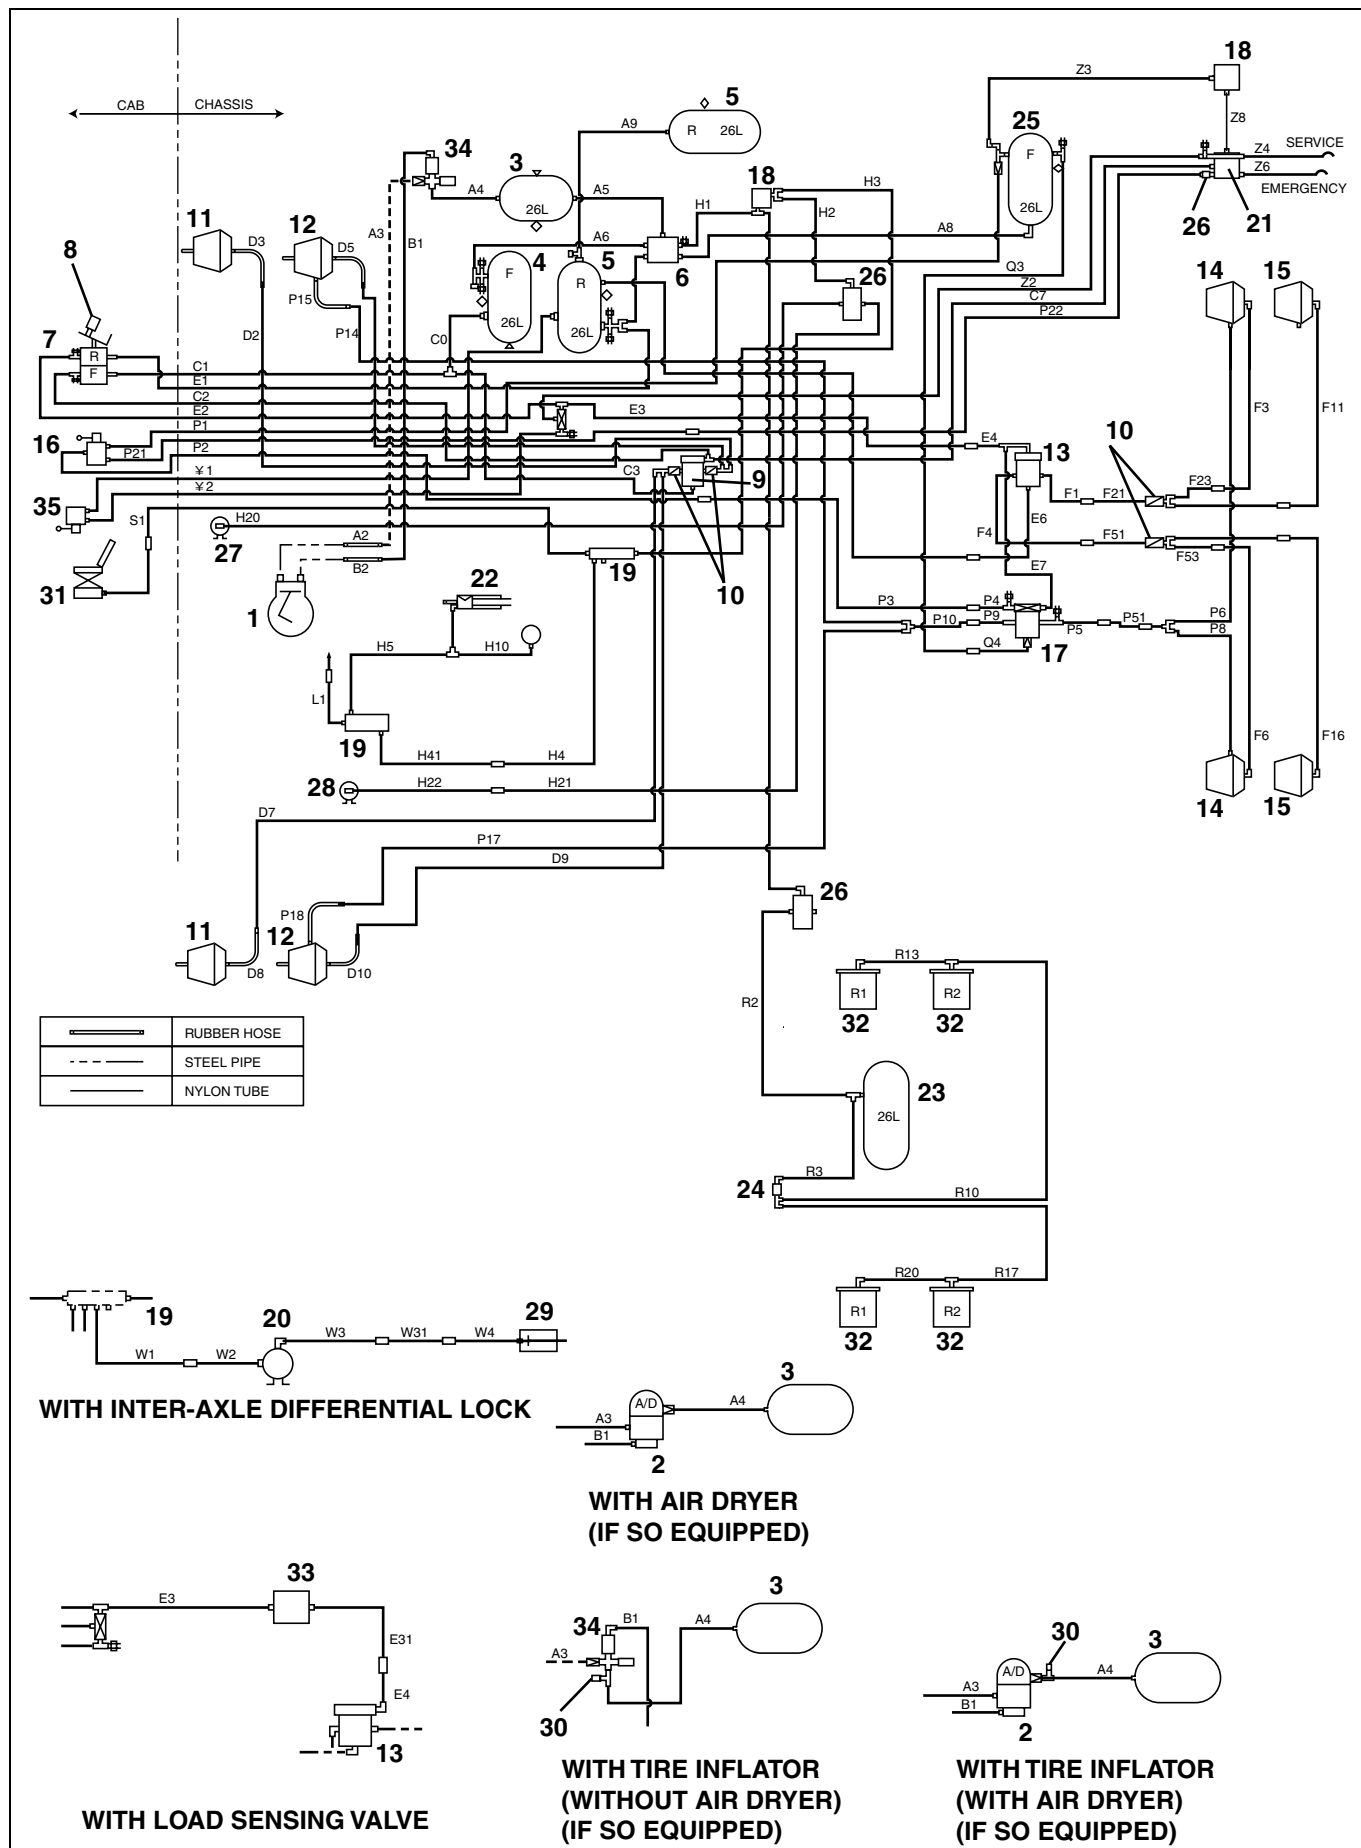 CAB
CHASSIS
18
Z3
Z8
SERVICE
Z4
Z6
EMERGENCY
26
21
34
3
A4
A5
26L
A9
5
R 26L
25
F
26L
A8
18
H1
H2
H3
11
D3
12
D5
A3
B1
P15
P14
D2
A6
F
4
26L
C0
5
R
26L
6
26
Q3
Z2
C7
P22
14
15
8
7
R
F
C1
E1
C2
E2
P1
P2
P21
16
¥1
¥2
35
S1
31
E3
C3
9
10
E4
13
F1
F21
10
F23
F3
F11
E6
F4
F51
F53
E7
H20
27
A2
B2
1
22
19
P3
P4
P9
P10
P5
P51
P6
P8
Q4
17
H5
H10
L1
19
H41
H4
28
H22
H21
F6
F16
14
15
D7
P17
D9
11
D8
P18
12
D10
26
R2
R13
R1
R2
32
32
RUBBER HOSE
STEEL PIPE
NYLON TUBE
23
26L
R3
24
R10
R20
R17
R1
R2
32
32
19
20
29
W1
W2
W3
W31
W4
WITH INTER-AXLE DIFFERENTIAL LOCK
A/D
A3
B1
A4
3
2
WITH AIR DRYER
(IF SO EQUIPPED)
E3
33
E31
E4
13
WITH LOAD SENSING VALVE
34
B1
A3
A4
3
30
WITH TIRE INFLATOR
(WITHOUT AIR DRYER)
(IF SO EQUIPPED)
30
3
A/D
A3
B1
A4
2
WITH TIRE INFLATOR
(WITH AIR DRYER)
(IF SO EQUIPPED)